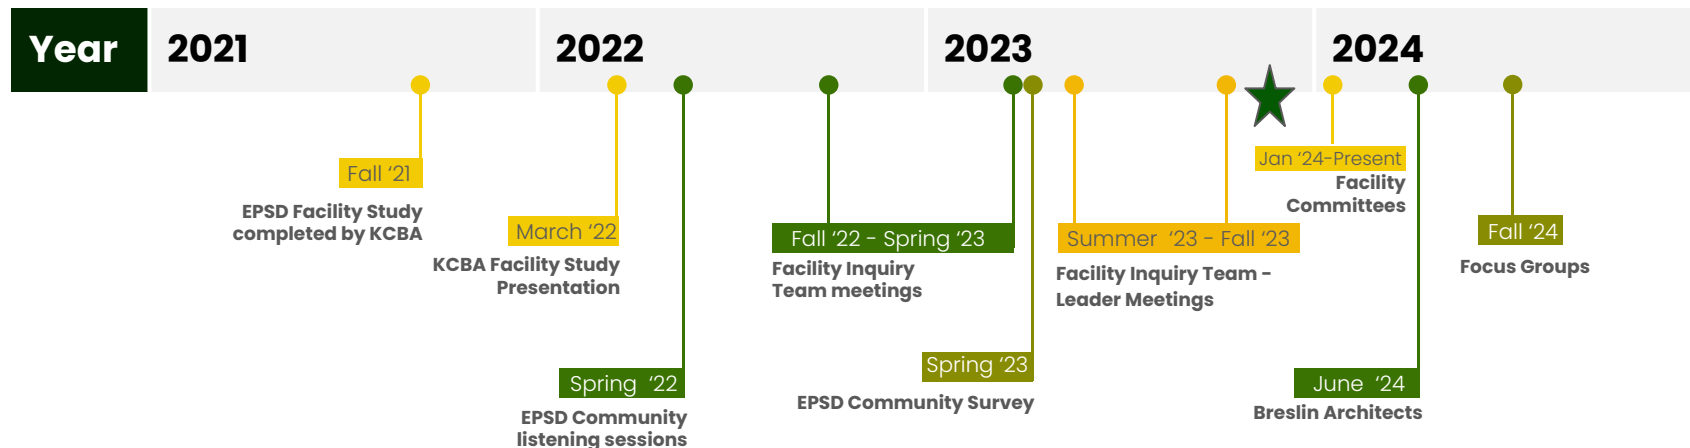 Year 2021 2022 2023 2024
Fall ‘21
EPSD Facility Study
completed by KCBA
March ‘22
KCBA Facility Study
Presentation
Spring ‘22
EPSD Community
listening sessions
Fall ‘22 - Spring ‘23
Facility Inquiry
Team meetings
Spring ‘23
EPSD Community Survey
Summer ‘23 - Fall ‘23
Facility Inquiry Team -
Leader Meetings
Jan ‘24-Present
Facility
Committees
June ‘24
Breslin Architects
Fall ‘24
Focus Groups